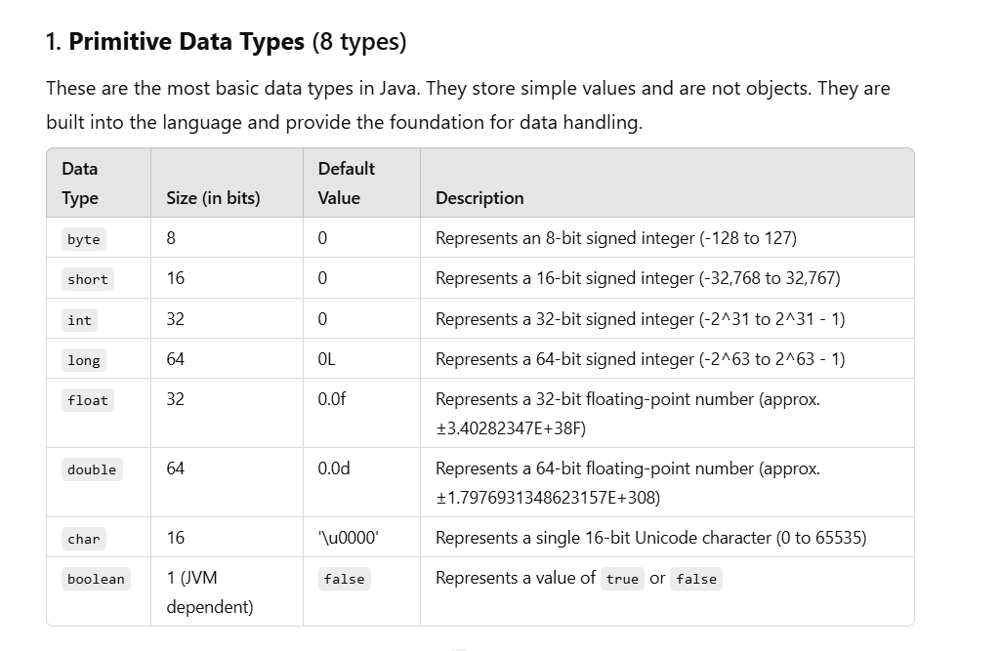 1. Primitive Data Types (8 types)
These are the most basic data types in Java. They store simple values and are not objects. They are
built into the language and provide the foundation for data handling.
Data Type Size (in bits) Default Value Description
byte 8 0 Represents an 8-bit signed integer (-128 to 127)
short 16 0 Represents a 16-bit signed integer (-32,768 to 32,767)
int 32 0 Represents a 32-bit signed integer (-2^31 to 2^31 - 1)
long 64 0L Represents a 64-bit signed integer (-2^63 to 2^63 - 1)
float 32 0.0f Represents a 32-bit floating-point number (approx.
±3.40282347E+38F)
double 64 0.0d Represents a 64-bit floating-point number (approx.
±1.7976931348623157E+308)
char 16 '\u0000' Represents a single 16-bit Unicode character (0 to 65535)
boolean 1 (JVM dependent) false Represents a value of true or false